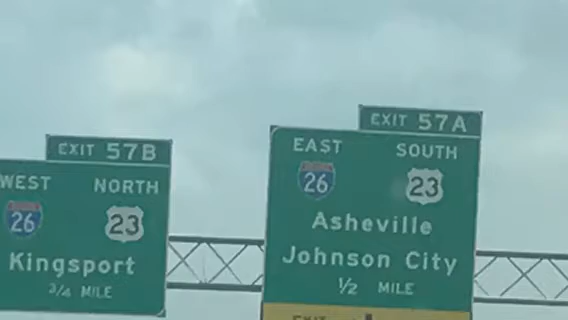 EXIT 57B
WEST NORTH
26 23
Kingsport
3/4 MILE
EXIT 57A
EAST SOUTH
26 23
Asheville
Johnson City
1/2 MILE
EXIT